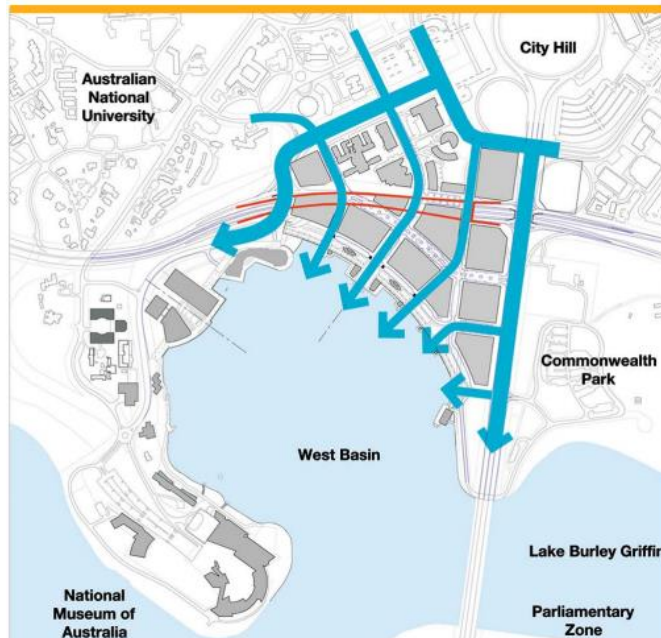 City Hill
Australian
National
University
Commonwealth
Park
West Basin
Lake Burley Griffin
National
Museum of
Australia
Parliamentary
Zone